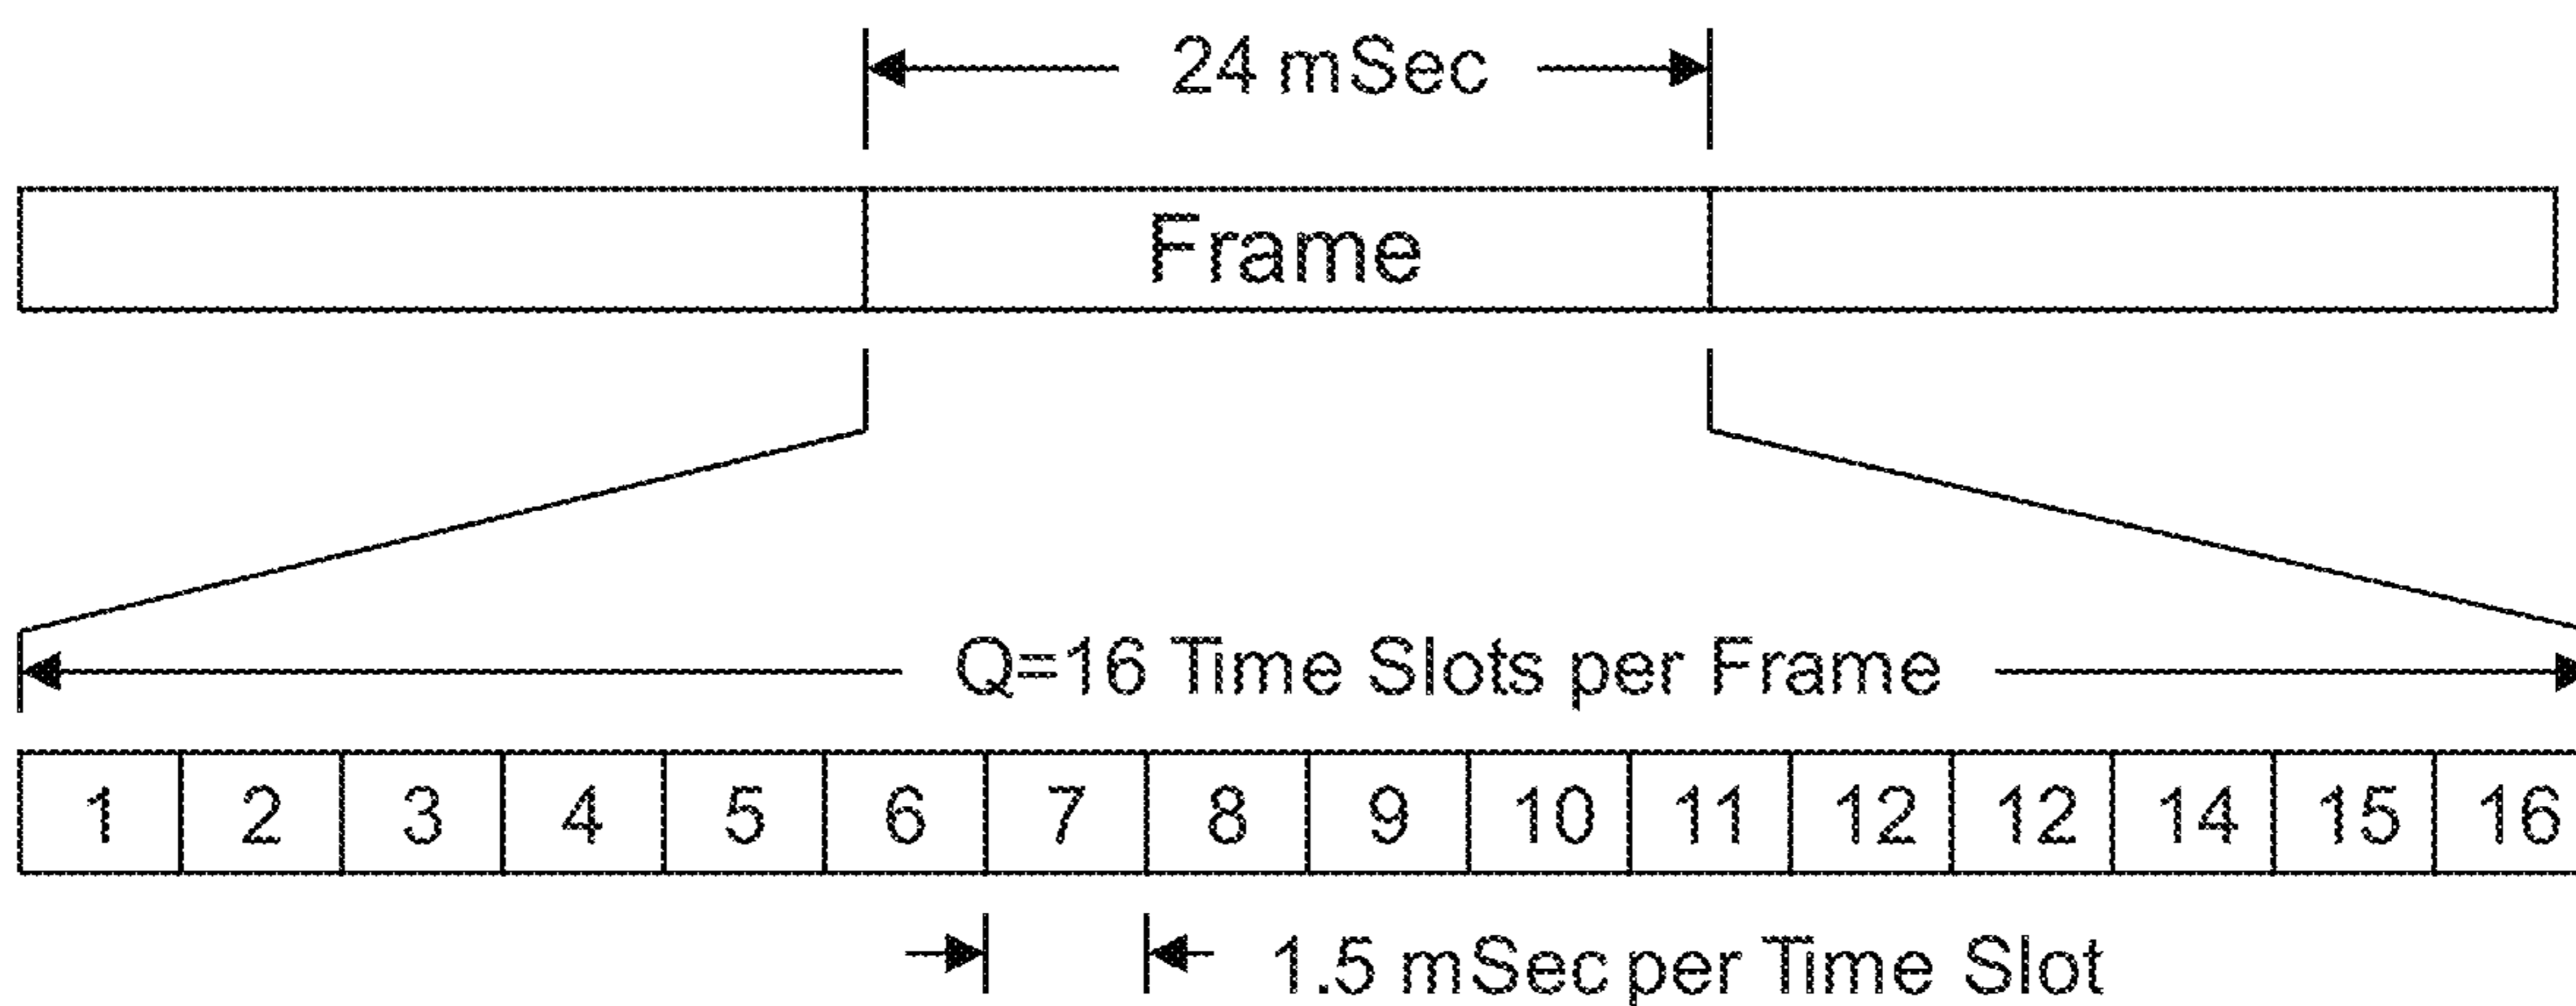 24 mSec
Frame
Q=16 Time Slots per Frame
1 2 3 4 5 6 7 8 9 10 11 12 12 14 15 16
1.5 mSec per Time Slot